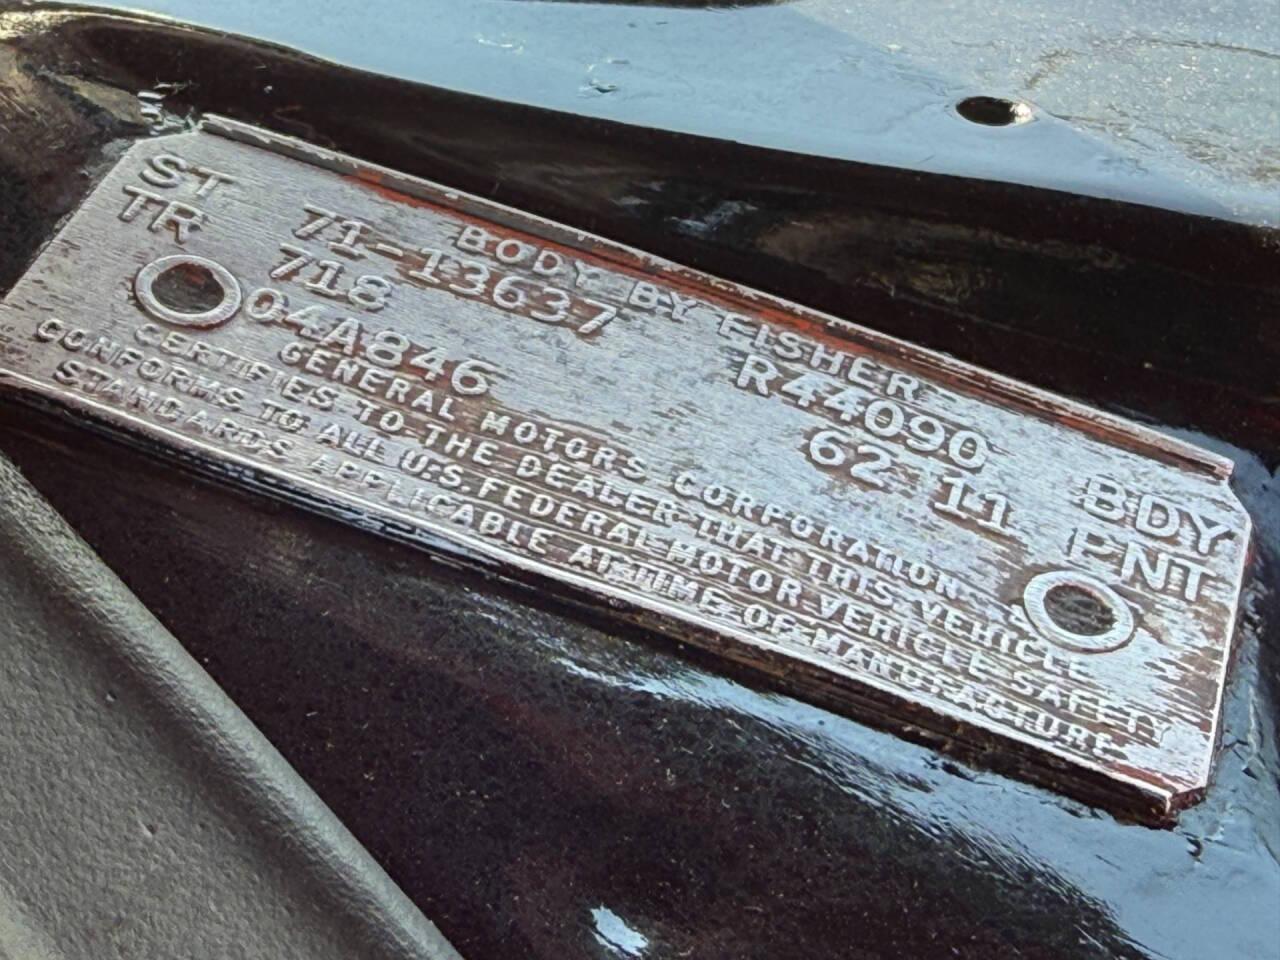 BODY BY FISHER
ST 71-13637 R44090 BDY
TR 718 62 11 PNT
04A846
GENERAL MOTORS CORPORATION
CERTIFIES TO THE DEALER THAT THIS VEHICLE
CONFORMS TO ALL U.S. FEDERAL MOTOR VEHICLE SAFETY
STANDARDS APPLICABLE AT TIME OF MANUFACTURE